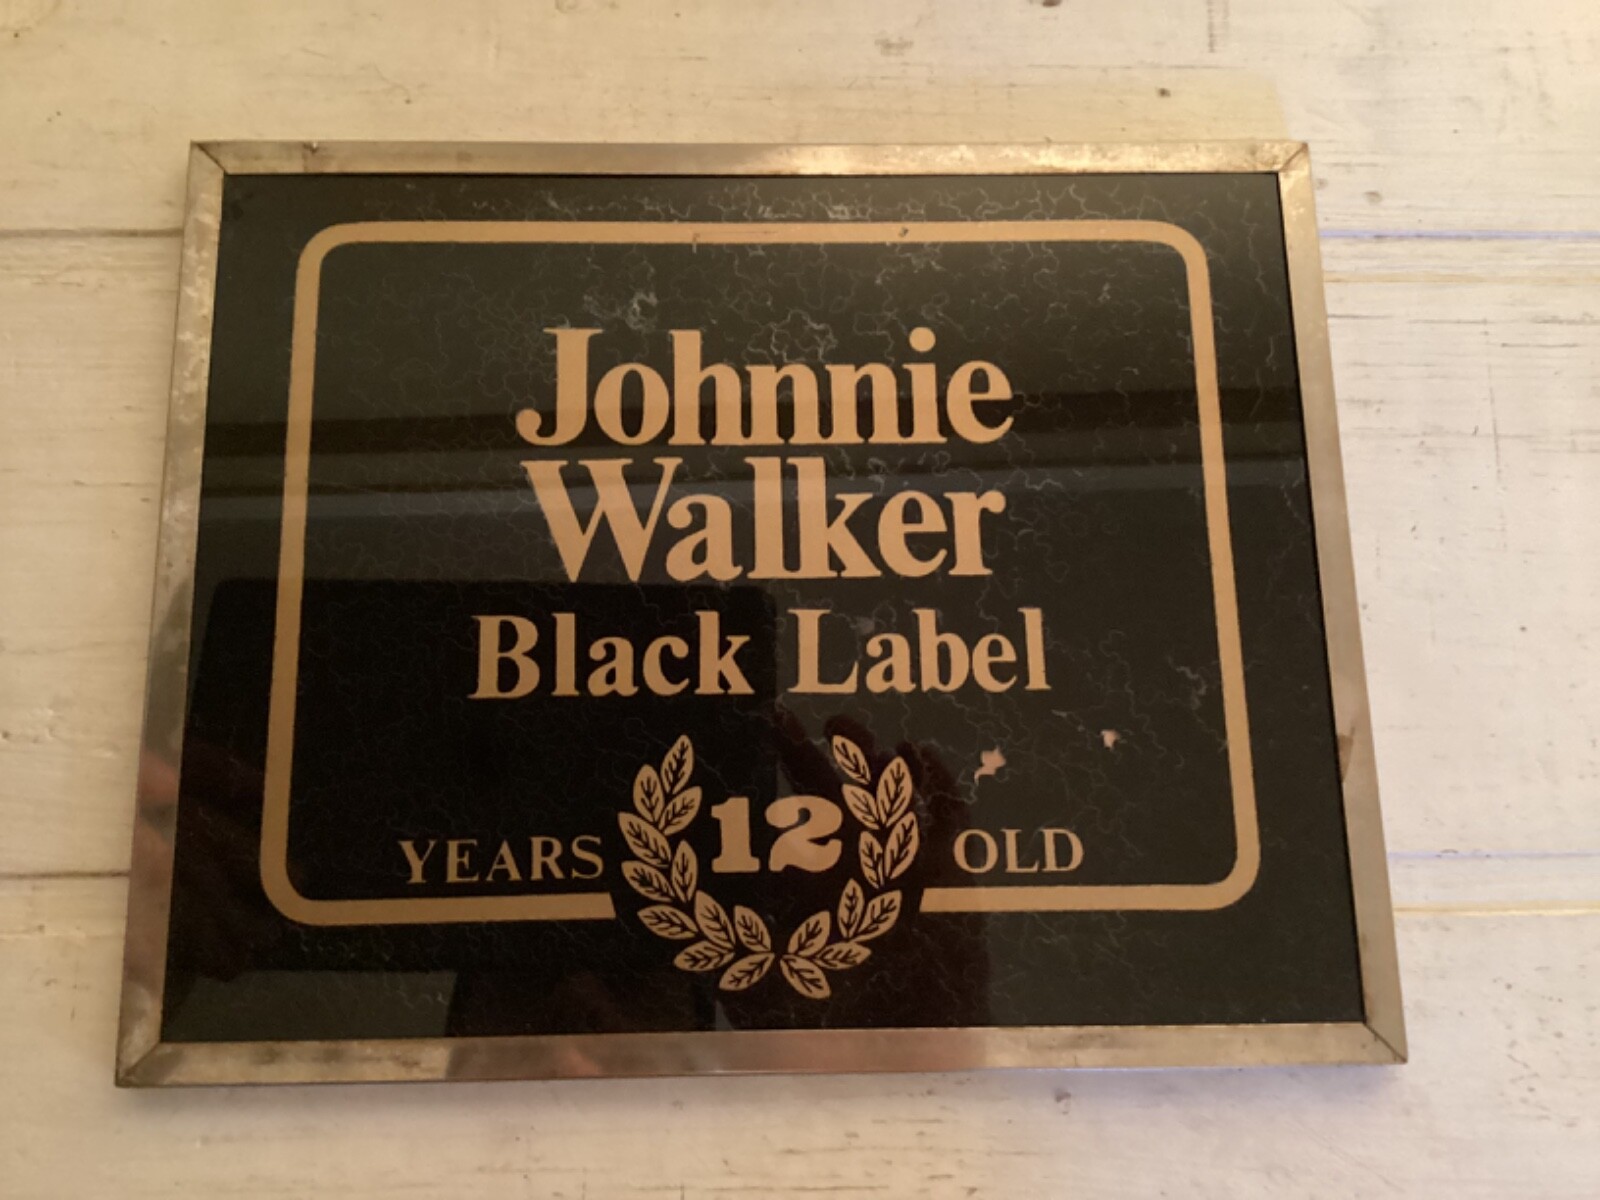 Johnnie
Walker
Black Label
YEARS 12 OLD